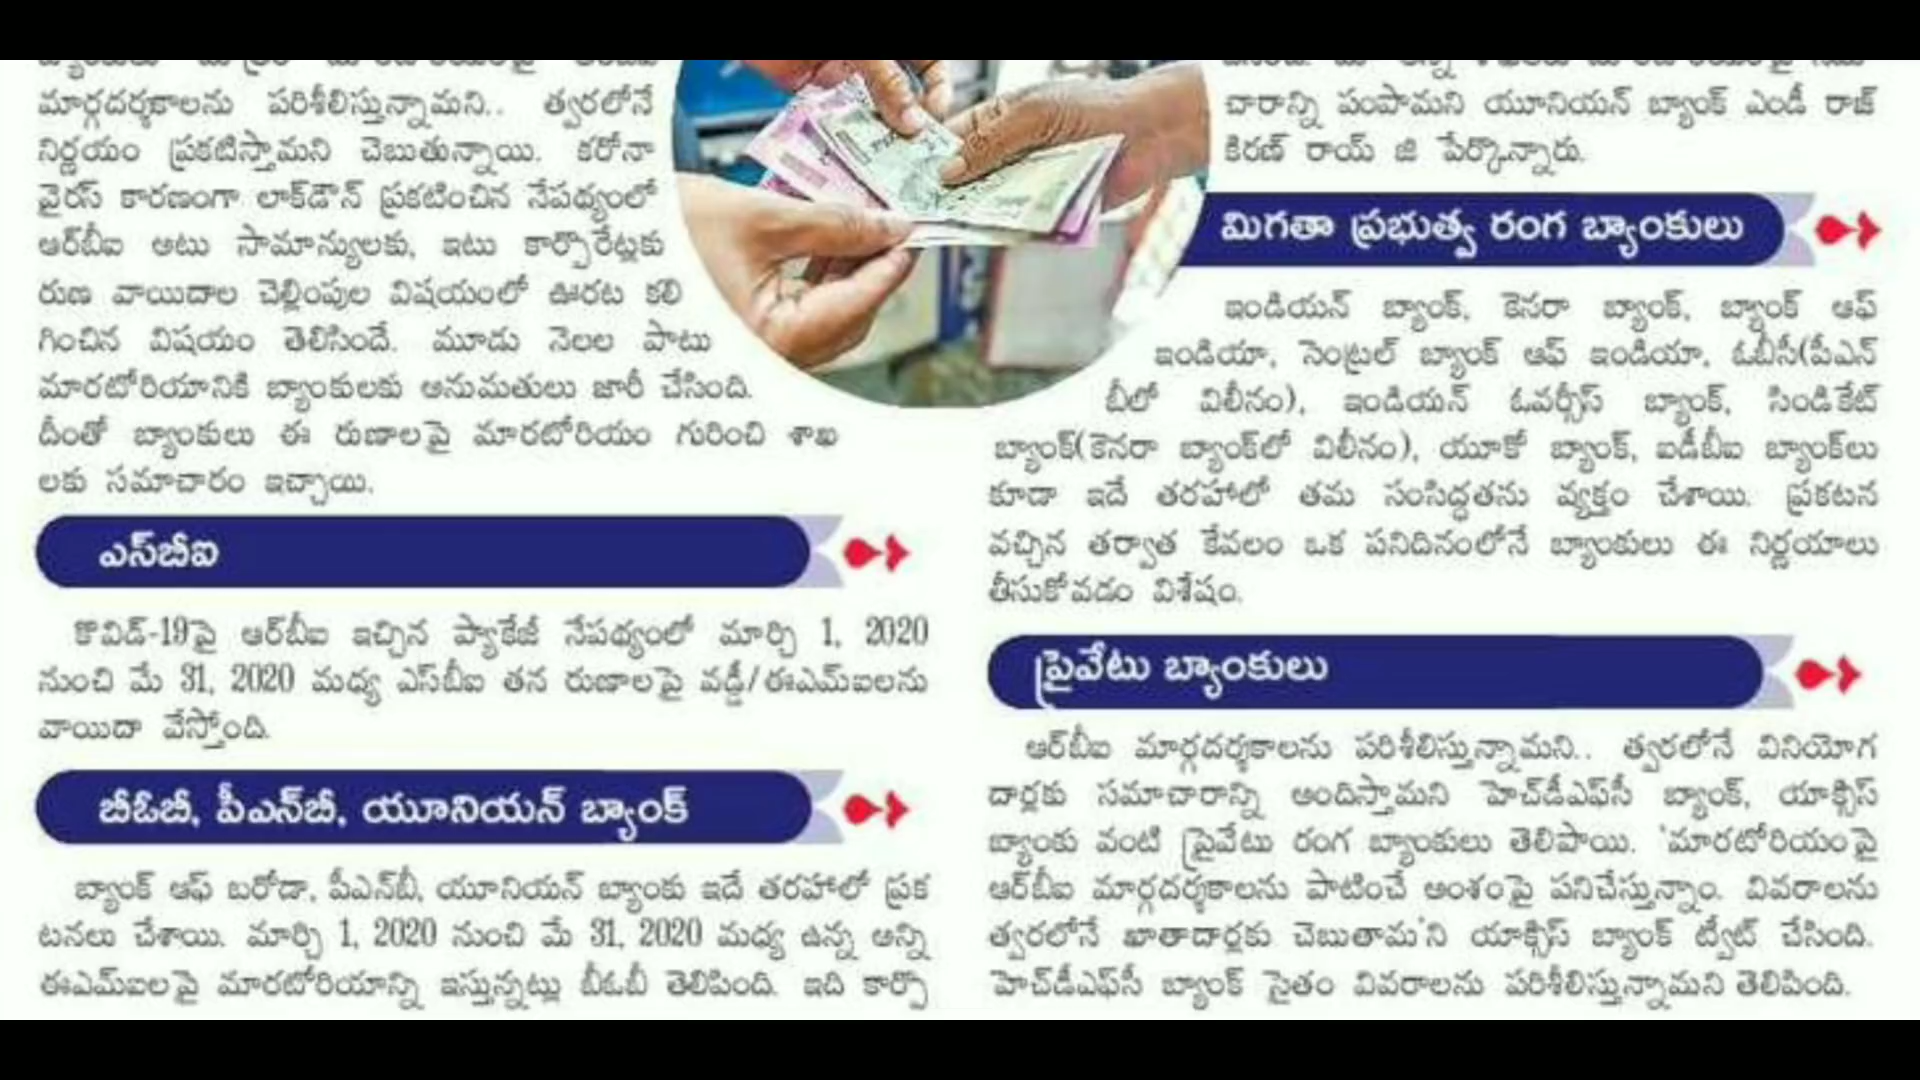 మార్గదర్శకాలను పరిశీలిస్తున్నామని.. త్వరలోనే
నిర్ణయం ప్రకటిస్తామని చెబుతున్నాయి. కరోనా
వైరస్ కారణంగా లాక్‌డౌన్ ప్రకటించిన నేపథ్యంలో
ఆర్‌బీఐ అటు సామాన్యులకు, ఇటు కార్పొరేట్లకు
రుణ వాయిదాల చెల్లింపుల విషయంలో ఊరట కలి
గించిన విషయం తెలిసిందే. మూడు నెలల పాటు
మారటోరియానికి బ్యాంకులకు అనుమతులు జారీ చేసింది.
దీంతో బ్యాంకులు ఈ రుణాలపై మారటోరియం గురించి శాఖ
లకు సమాచారం ఇచ్చాయి.
ఎస్‌బీఐ
కొవిడ్-19పై ఆర్‌బీఐ ఇచ్చిన ప్యాకేజీ నేపథ్యంలో మార్చి 1, 2020
నుంచి మే 31, 2020 మధ్య ఎస్‌బీఐ తన రుణాలపై వడ్డీ/ఈఎమ్ఐలను
వాయిదా వేస్తోంది.
బీఓబీ, పీఎన్‌బీ, యూనియన్ బ్యాంక్
బ్యాంక్ ఆఫ్ బరోడా, పీఎన్‌బీ, యూనియన్ బ్యాంకు ఇదే తరహాలో ప్రక
టనలు చేశాయి. మార్చి 1, 2020 నుంచి మే 31, 2020 మధ్య ఉన్న అన్ని
ఈఎమ్ఐలపై మారటోరియాన్ని ఇస్తున్నట్లు బీఓబీ తెలిపింది. ఇది కార్పొ
చారాన్ని పంపామని యూనియన్ బ్యాంక్ ఎండీ రాజ్
కిరణ్ రాయ్ జి పేర్కొన్నారు.
మిగతా ప్రభుత్వ రంగ బ్యాంకులు
ఇండియన్ బ్యాంక్, కెనరా బ్యాంక్, బ్యాంక్ ఆఫ్
ఇండియా, సెంట్రల్ బ్యాంక్ ఆఫ్ ఇండియా, ఓబీసీ(పీఎన్
బీలో విలీనం), ఇండియన్ ఓవర్సీస్ బ్యాంక్, సిండికేట్
బ్యాంక్(కెనరా బ్యాంక్‌లో విలీనం), యూకో బ్యాంక్, ఐడీబీఐ బ్యాంక్‌లు
కూడా ఇదే తరహాలో తమ సంసిద్ధతను వ్యక్తం చేశాయి. ప్రకటన
వచ్చిన తర్వాత కేవలం ఒక పనిదినంలోనే బ్యాంకులు ఈ నిర్ణయాలు
తీసుకోవడం విశేషం.
ప్రైవేటు బ్యాంకులు
ఆర్‌బీఐ మార్గదర్శకాలను పరిశీలిస్తున్నామని.. త్వరలోనే వినియోగ
దార్లకు సమాచారాన్ని అందిస్తామని హెచ్‌డీఎఫ్‌సీ బ్యాంక్, యాక్సిస్
బ్యాంకు వంటి ప్రైవేటు రంగ బ్యాంకులు తెలిపాయి. 'మారటోరియంపై
ఆర్‌బీఐ మార్గదర్శకాలను పాటించే అంశంపై పనిచేస్తున్నాం. వివరాలను
త్వరలోనే ఖాతాదార్లకు చెబుతామ'ని యాక్సిస్ బ్యాంక్ ట్వీట్ చేసింది.
హెచ్‌డీఎఫ్‌సీ బ్యాంక్ సైతం వివరాలను పరిశీలిస్తున్నామని తెలిపింది.